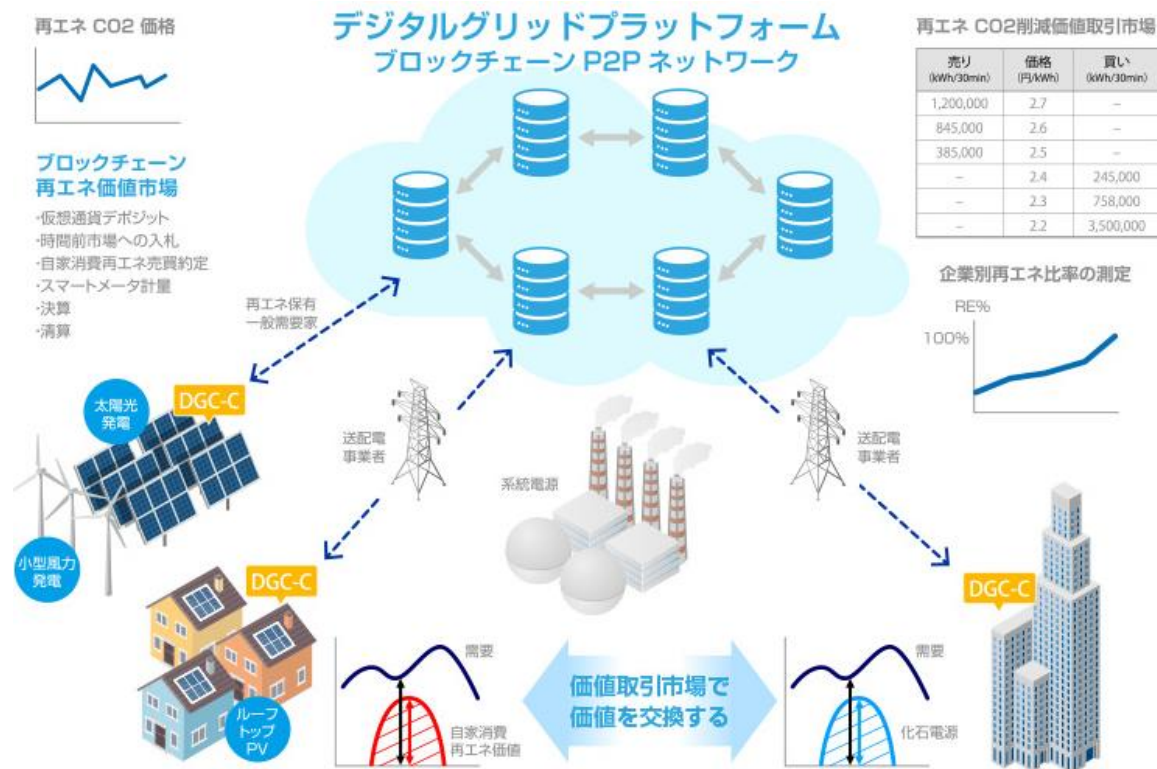 デジタルグリッドプラットフォーム
ブロックチェーン P2P ネットワーク
再エネ CO2 価格
ブロックチェーン
再エネ価値市場
・仮想通貨デポジット
・時間前市場への入札
・自家消費再エネ売買約定
・スマートメータ計量
・決算
・清算
再エネ CO2削減価値取引市場
売り 価格 買い
(kWh/30min) (円/kWh) (kWh/30min)
1,200,000 2.7 –
845,000 2.6 –
385,000 2.5 –
– 2.4 245,000
– 2.3 758,000
– 2.2 3,500,000
企業別再エネ比率の測定
RE%
100%
再エネ保有
一般需要家
太陽光
発電
DGC-C
小型風力
発電
送配電
事業者
系統電源
送配電
事業者
DGC-C
ルーフ
トップ
PV
DGC-C
需要
自家消費
再エネ価値
価値取引市場で
価値を交換する
需要
化石電源